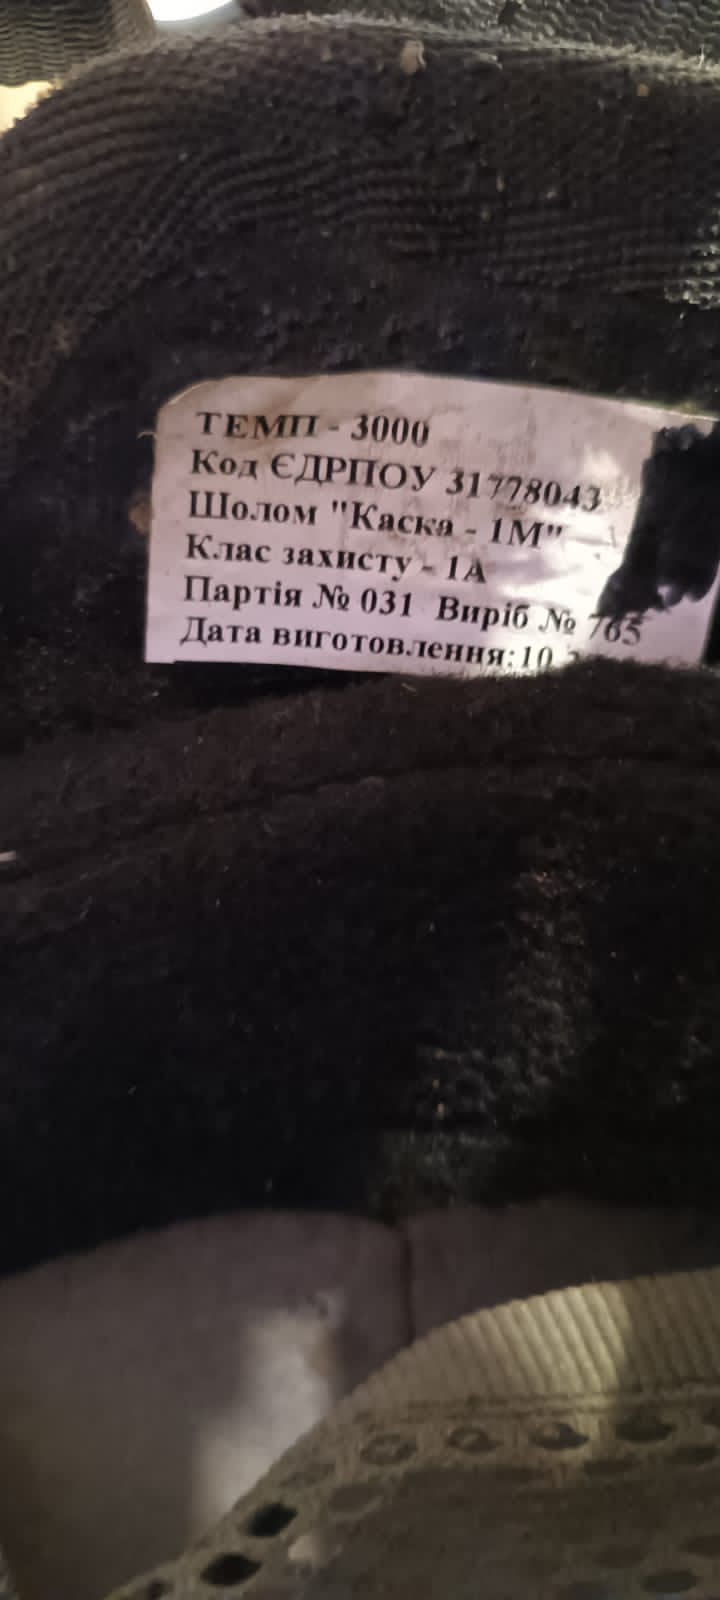 ТЕМП - 3000
Код ЄДРПОУ 31778043
Шолом "Каска - 1М"
Клас захисту - 1А
Партія № 031 Виріб № 765
Дата виготовлення: 10